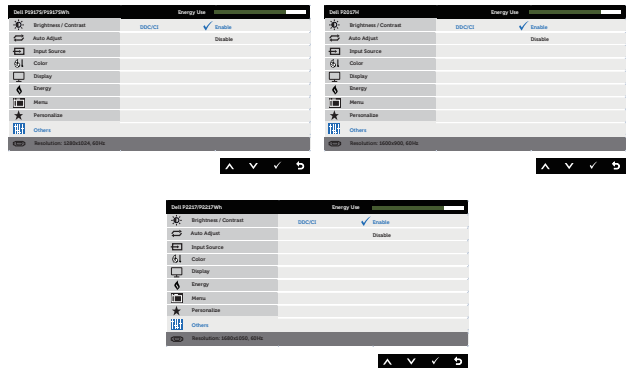 Dell P1917S/P1917SWh Energy Use
Brightness / Contrast DDC/CI Enable
Auto Adjust Disable
Input Source
Color
Display
Energy
Menu
Personalize
Others
Resolution: 1280x1024, 60Hz
Dell P2017H Energy Use
Brightness / Contrast DDC/CI Enable
Auto Adjust Disable
Input Source
Color
Display
Energy
Menu
Personalize
Others
Resolution: 1600x900, 60Hz
Dell P2217/P2217Wh Energy Use
Brightness / Contrast DDC/CI Enable
Auto Adjust Disable
Input Source
Color
Display
Energy
Menu
Personalize
Others
Resolution: 1680x1050, 60Hz